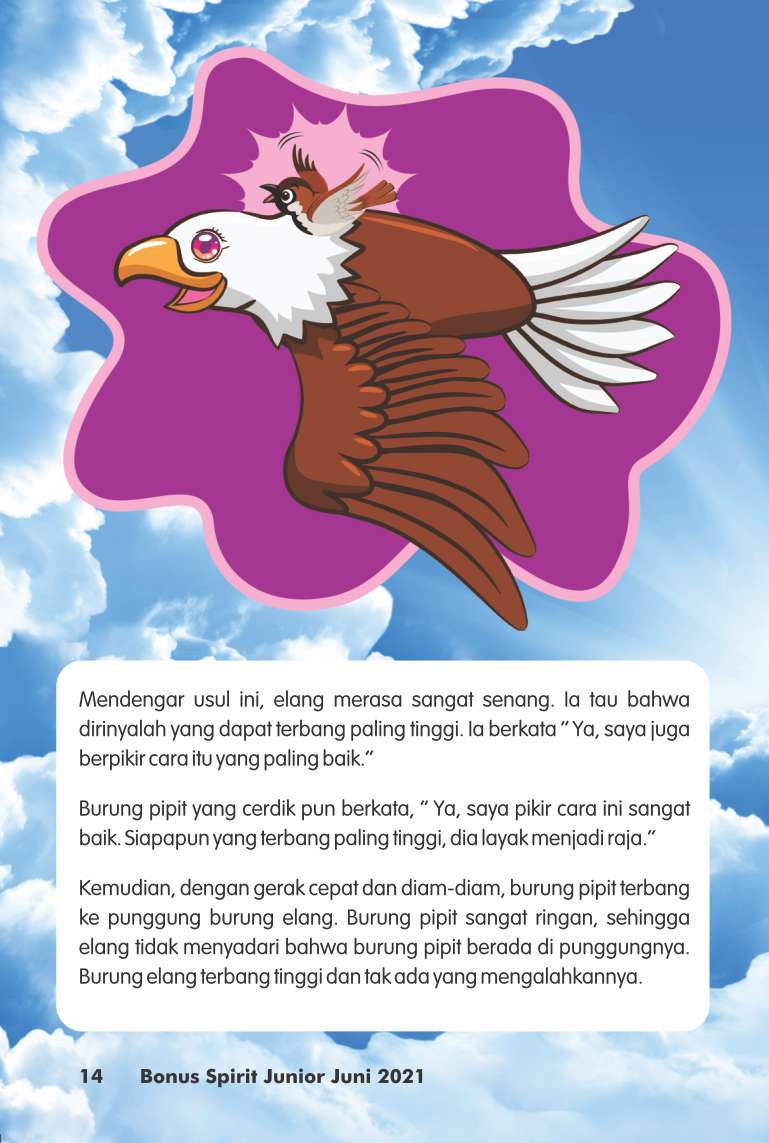 Mendengar usul ini, elang merasa sangat senang. Ia tau bahwa
dirinyalah yang dapat terbang paling tinggi. Ia berkata ” Ya, saya juga
berpikir cara itu yang paling baik.”
Burung pipit yang cerdik pun berkata, ” Ya, saya pikir cara ini sangat
baik. Siapapun yang terbang paling tinggi, dia layak menjadi raja.”
Kemudian, dengan gerak cepat dan diam-diam, burung pipit terbang
ke punggung burung elang. Burung pipit sangat ringan, sehingga
elang tidak menyadari bahwa burung pipit berada di punggungnya.
Burung elang terbang tinggi dan tak ada yang mengalahkannya.
14 Bonus Spirit Junior Juni 2021